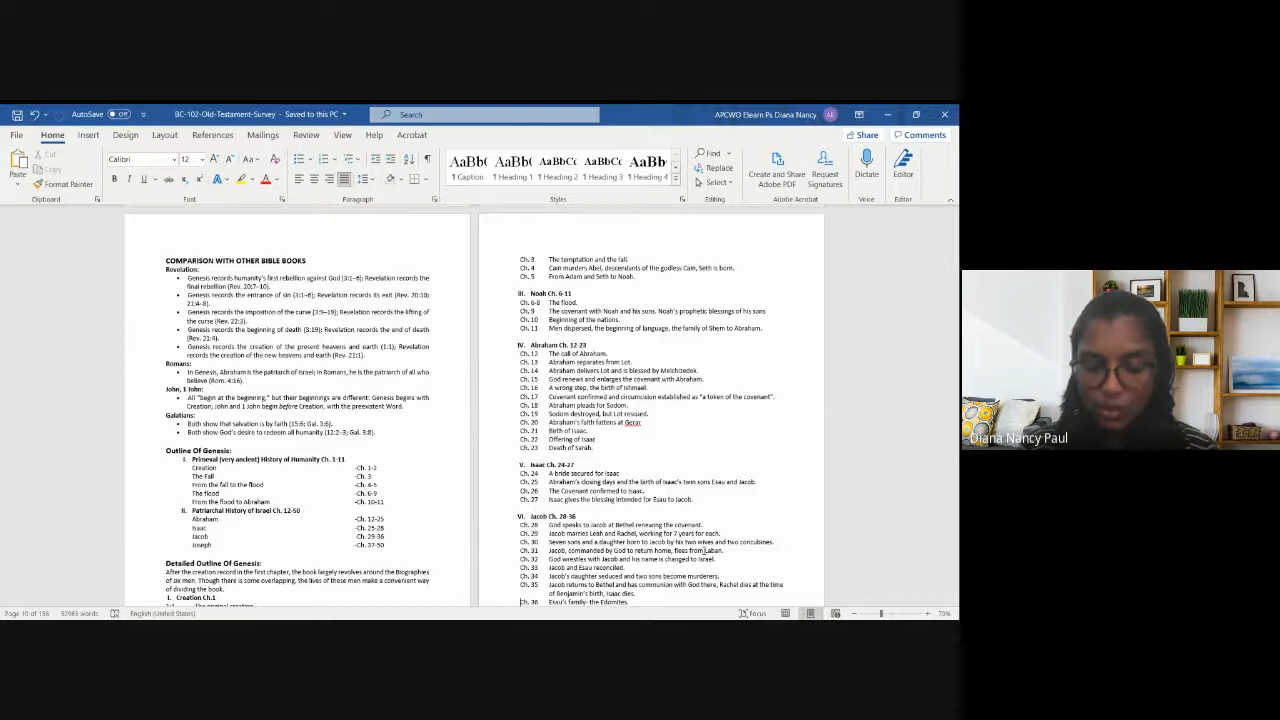 AutoSave Off
BC-102-Old-Testament-Survey - Saved to this PC
Search
APCWO Elearn Ps Diana Nancy AE
File Home Insert Design Layout References Mailings Review View Help Acrobat Share Comments
Paste
Cut
Copy
Format Painter
Calibri 12
AaBb( Caption
AaBb( Heading 1
AaBbCc Heading 2
AaBbCc Heading 3
AaBb Heading 4
Find
Replace
Select
Create and Share Adobe PDF
Request Signatures
Dictate
Editor
Clipboard Font Paragraph Styles Editing Adobe Acrobat Voice Editor
COMPARISON WITH OTHER BIBLE BOOKS
Revelation:
• Genesis records humanity's first rebellion against God (3:1–6); Revelation records the
final rebellion (Rev. 20:7–10).
• Genesis records the entrance of sin (3:1–6); Revelation records its exit (Rev. 20:10;
21:4–8).
• Genesis records the imposition of the curse (3:9–19); Revelation records the lifting of
the curse (Rev. 22:3).
• Genesis records the beginning of death (3:19); Revelation records the end of death
(Rev. 21:4).
• Genesis records the creation of the present heavens and earth (1:1); Revelation
records the creation of the new heavens and earth (Rev. 21:1).
Romans:
• In Genesis, Abraham is the patriarch of Israel; in Romans, he is the patriarch of all who
believe (Rom. 4:16).
John, 1 John:
• All "begin at the beginning," but their beginnings are different: Genesis begins with
Creation; John and 1 John begin before Creation, with the preexistent Word.
Galatians:
• Both show that salvation is by faith (15:6; Gal. 3:6).
• Both show God's desire to redeem all humanity (12:2–3; Gal. 3:8).
Outline Of Genesis:
I. Primeval (very ancient) History of Humanity Ch. 1-11
Creation -Ch. 1-2
The Fall -Ch. 3
From the fall to the flood -Ch. 4-5
The flood -Ch. 6-9
From the flood to Abraham -Ch. 10-11
II. Patriarchal History of Israel Ch. 12-50
Abraham -Ch. 12-25
Isaac -Ch. 25-28
Jacob -Ch. 29-36
Joseph -Ch. 37-50
Detailed Outline Of Genesis:
After the creation record in the first chapter, the book largely revolves around the Biographies
of six men. Though there is some overlapping, the lives of these men make a convenient way
of dividing the book.
I. Creation Ch.1
Ch. 3 The temptation and the fall.
Ch. 4 Cain murders Abel, descendants of the godless Cain, Seth is born.
Ch. 5 From Adam and Seth to Noah.
III. Noah Ch. 6-11
Ch. 6-8 The flood.
Ch. 9 The covenant with Noah and his sons. Noah's prophetic blessings of his sons
Ch. 10 Beginning of the nations.
Ch. 11 Men dispersed, the beginning of language, the family of Shem to Abraham.
IV. Abraham Ch. 12-23
Ch. 12 The call of Abraham.
Ch. 13 Abraham separates from Lot.
Ch. 14 Abraham delivers Lot and is blessed by Melchizedek.
Ch. 15 God renews and enlarges the covenant with Abraham.
Ch. 16 A wrong step, the birth of Ishmael.
Ch. 17 Covenant confirmed and circumcision established as "a token of the covenant".
Ch. 18 Abraham pleads for Sodom.
Ch. 19 Sodom destroyed, but Lot rescued.
Ch. 20 Abraham's faith fattens at Gerar
Ch. 21 Birth of Isaac.
Ch. 22 Offering of Isaac
Ch. 23 Death of Sarah.
V. Isaac Ch. 24-27
Ch. 24 A bride secured for Isaac
Ch. 25 Abraham's closing days and the birth of Isaac's twin sons Esau and Jacob.
Ch. 26 The Covenant confirmed to Isaac.
Ch. 27 Isaac gives the blessing intended for Esau to Jacob.
VI. Jacob Ch. 28-36
Ch. 28 God speaks to Jacob at Bethel renewing the covenant.
Ch. 29 Jacob marries Leah and Rachel, working for 7 years for each.
Ch. 30 Seven sons and a daughter born to Jacob by his two wives and two concubines.
Ch. 31 Jacob, commanded by God to return home, flees from Laban.
Ch. 32 God wrestles with Jacob and his name is changed to Israel.
Ch. 33 Jacob and Esau reconciled.
Ch. 34 Jacob's daughter seduced and two sons become murderers.
Ch. 35 Jacob returns to Bethel and has communion with God there, Rachel dies at the time
of Benjamin's birth, Isaac dies.
Ch. 36 Esau's family- the Edomites.
Page 10 of 156 52985 words English (United States) Focus 70%
Diana Nancy Paul